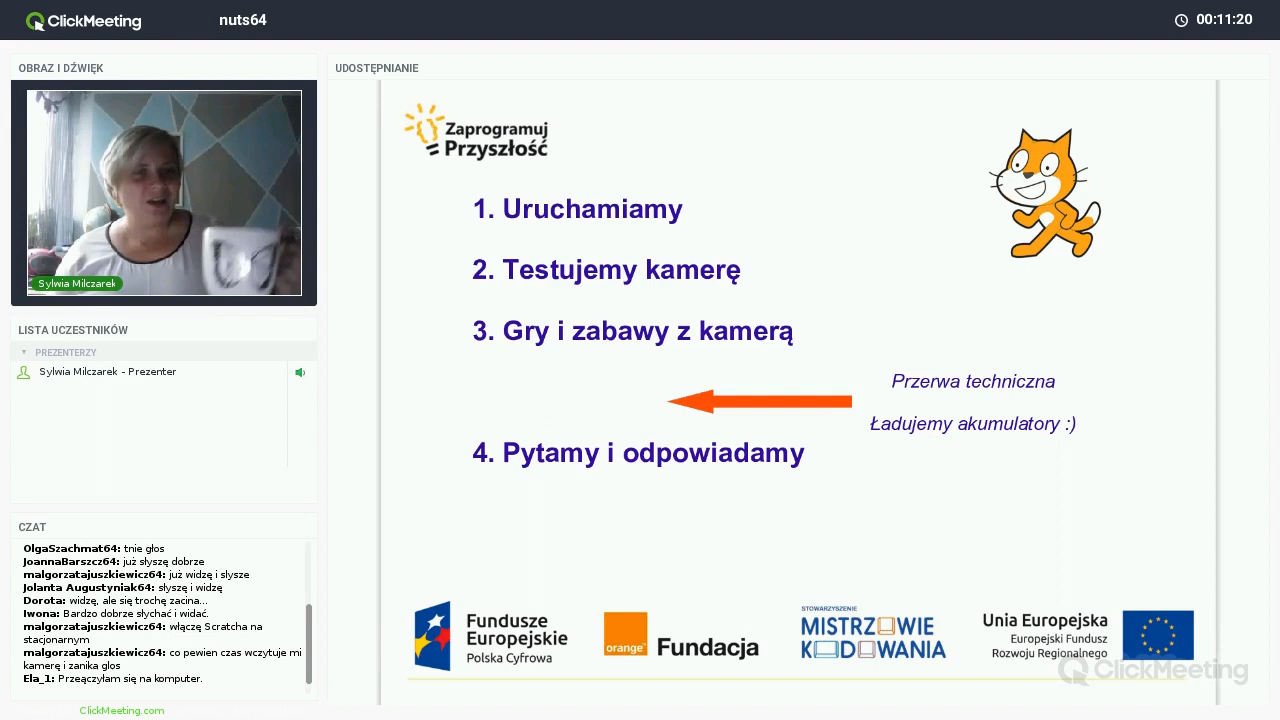 ClickMeeting
nuts64
00:11:20
OBRAZ I DŹWIĘK
Sylwia Milczarek
LISTA UCZESTNIKÓW
PREZENTERZY
Sylwia Milczarek - Prezenter
CZAT
OlgaSzachmat64: tnie głos
JoannaBarszcz64: już słyszę dobrze
malgorzatajuszkiewicz64: już widzę i slysze
Jolanta Augustyniak64: słyszę i widzę
Dorota: widzę, ale się trochę zacina...
Iwona: Bardzo dobrze słychać i widać.
malgorzatajuszkiewicz64: włączę Scratcha na
stacjonarnym
malgorzatajuszkiewicz64: co pewien czas wczytuje mi
kamerę i zanika glos
Ela_1: Przeączyłam się na komputer.
ClickMeeting.com
UDOSTĘPNIANIE
Zaprogramuj
Przyszłość
1. Uruchamiamy
2. Testujemy kamerę
3. Gry i zabawy z kamerą
Przerwa techniczna
Ładujemy akumulatory :)
4. Pytamy i odpowiadamy
Fundusze
Europejskie
Polska Cyfrowa
orange
Fundacja
STOWARZYSZENIE
MISTRZOWIE
KODOWANIA
Unia Europejska
Europejski Fundusz
Rozwoju Regionalnego
ClickMeeting